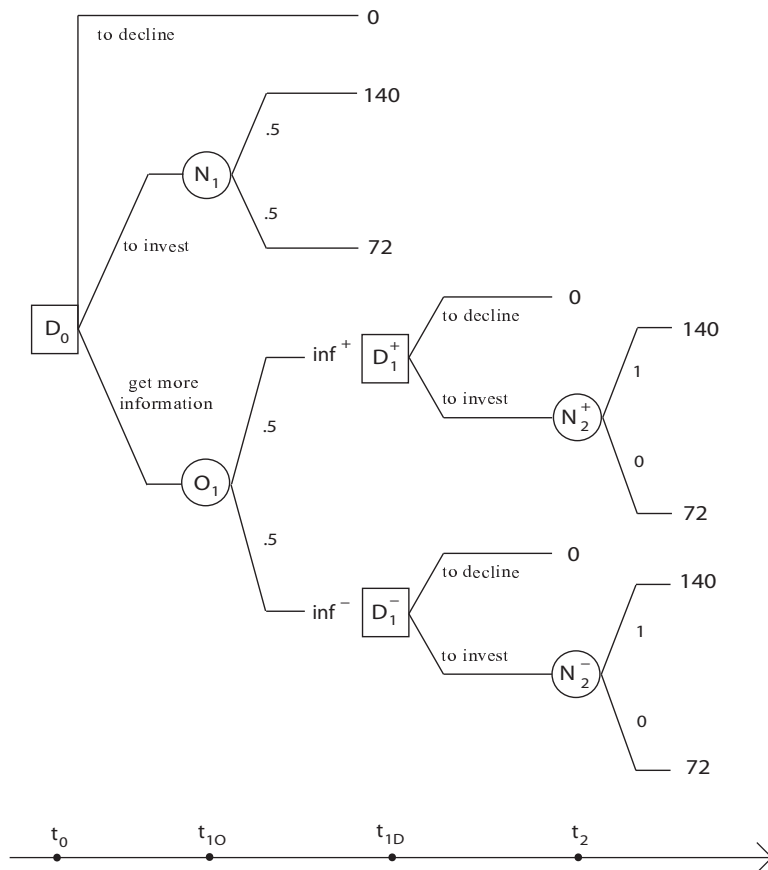 0
to decline
140
.5
N1
.5
to invest
72
0
D0
to decline
140
inf + D1+
1
get more
information
to invest
N2+
.5
0
O1
72
.5
0
to decline
140
inf − D1−
1
to invest
N2−
0
72
t0 t1O t1D t2